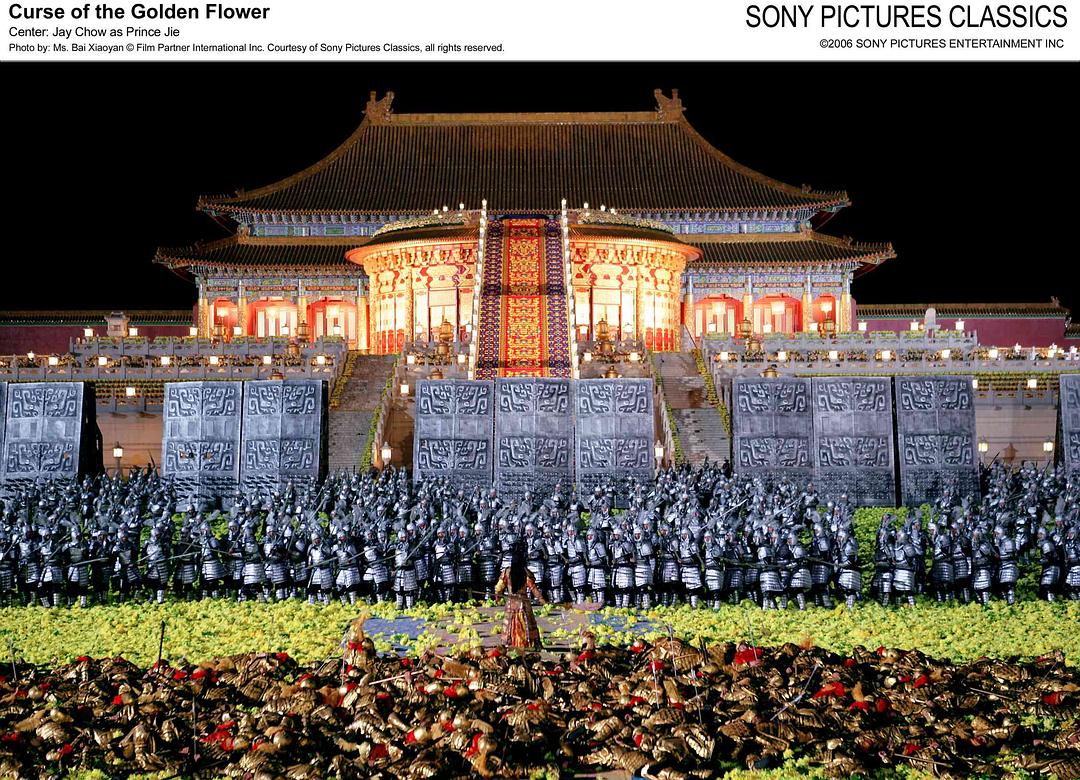 Curse of the Golden Flower
Center: Jay Chow as Prince Jie
Photo by: Ms. Bai Xiaoyan © Film Partner International Inc. Courtesy of Sony Pictures Classics, all rights reserved.
SONY PICTURES CLASSICS
©2006 SONY PICTURES ENTERTAINMENT INC